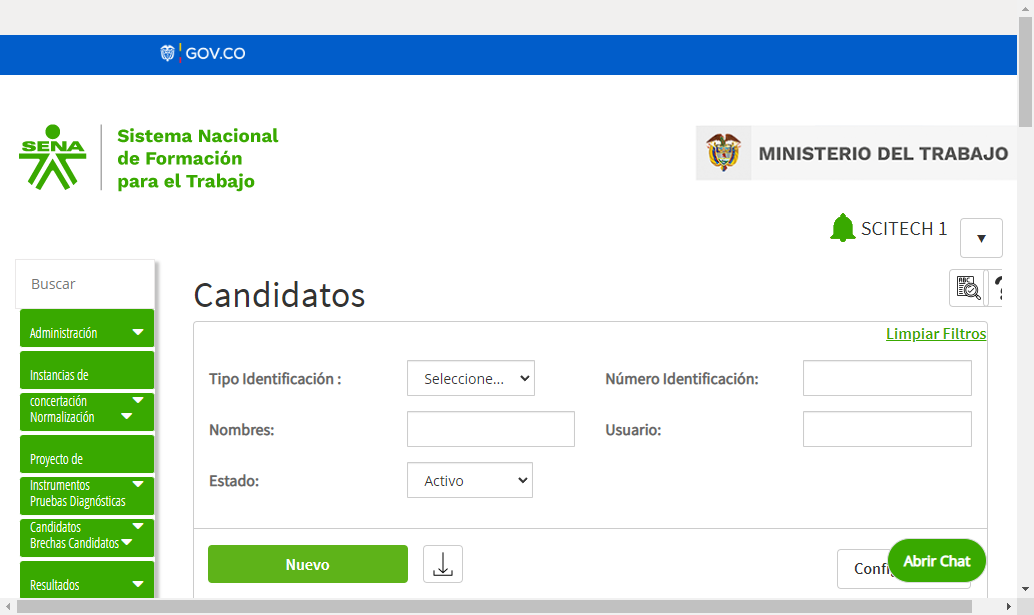 GOV.CO
SENA
Sistema Nacional
de Formación
para el Trabajo
MINISTERIO DEL TRABAJO
SCITECH 1
▼
Buscar
Candidatos
ABC
?
Administración
Limpiar Filtros
Instancias de
concertación
Normalización
Tipo Identificación :
Seleccione...
Número Identificación:
Nombres:
Usuario:
Proyecto de
Instrumentos
Pruebas Diagnósticas
Estado:
Activo
Candidatos
Brechas Candidatos
Resultados
Nuevo
Abrir Chat